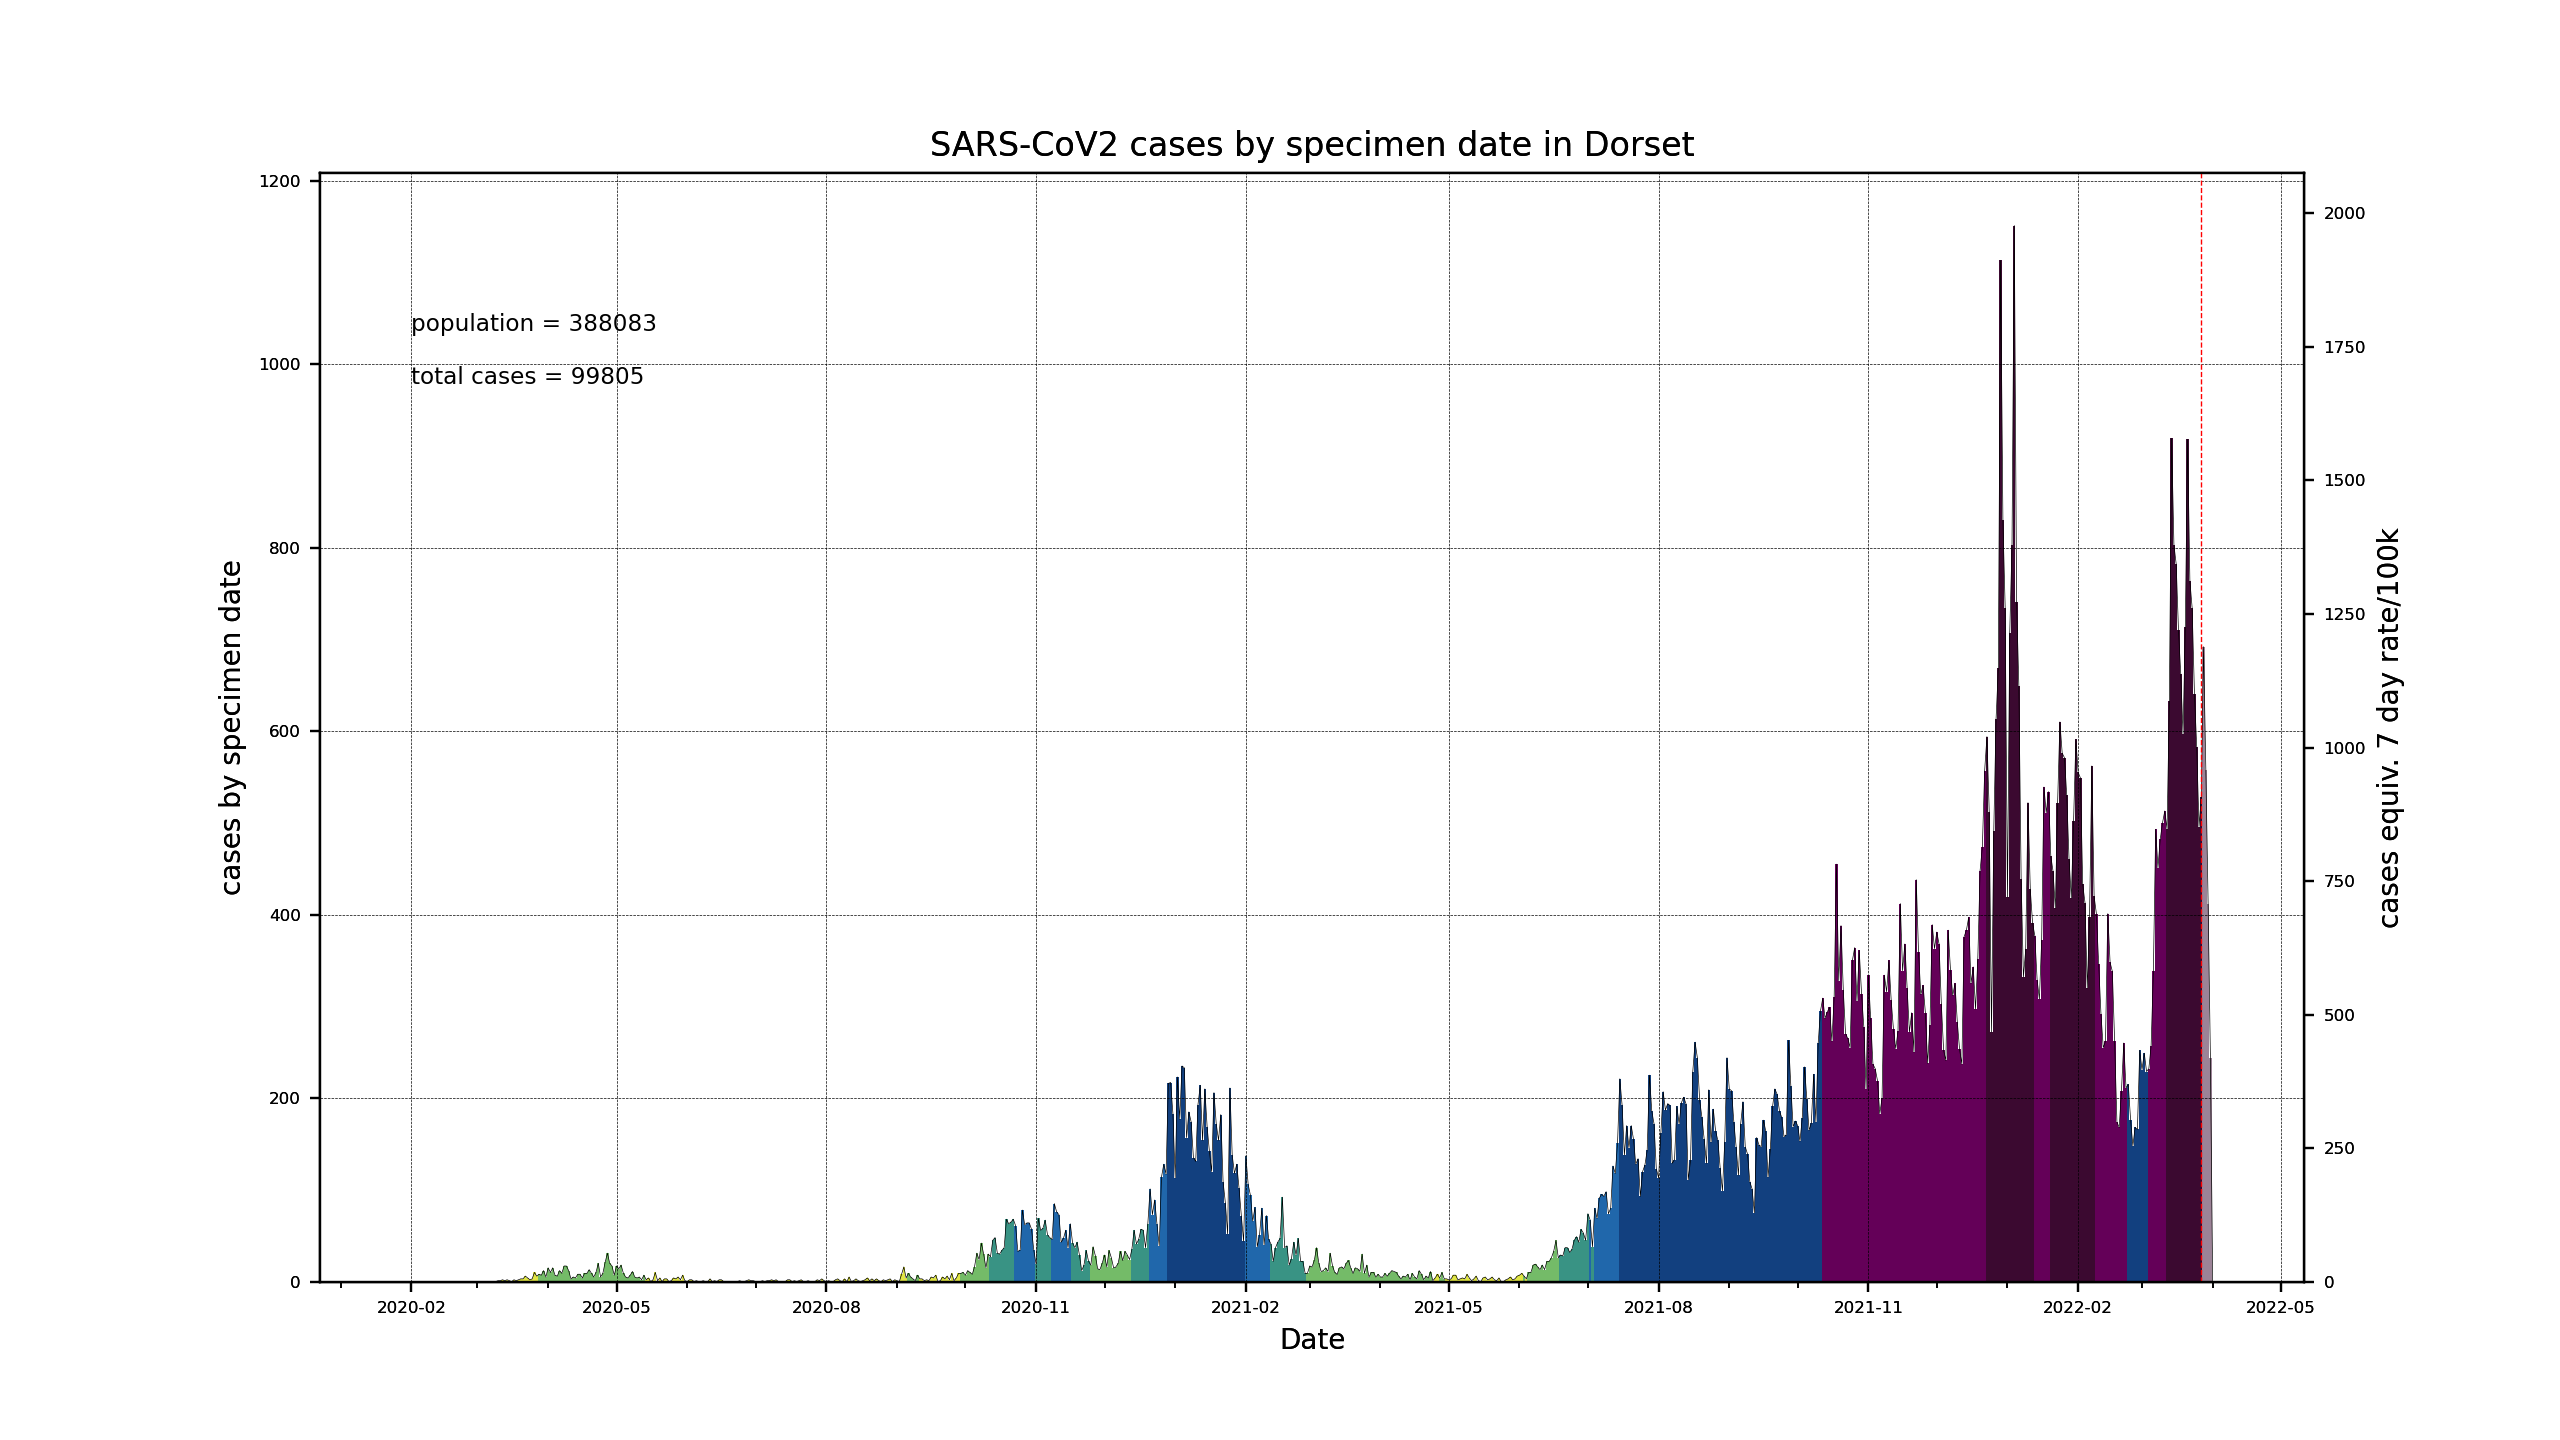 SARS-CoV2 cases by specimen date in Dorset
population = 388083
total cases = 99805
cases by specimen date
1200
1000
800
600
400
200
0
2020-02 2020-05 2020-08 2020-11 2021-02 2021-05 2021-08 2021-11 2022-02 2022-05
Date
2000
1750
1500
1250
1000
750
500
250
0
cases equiv. 7 day rate/100k